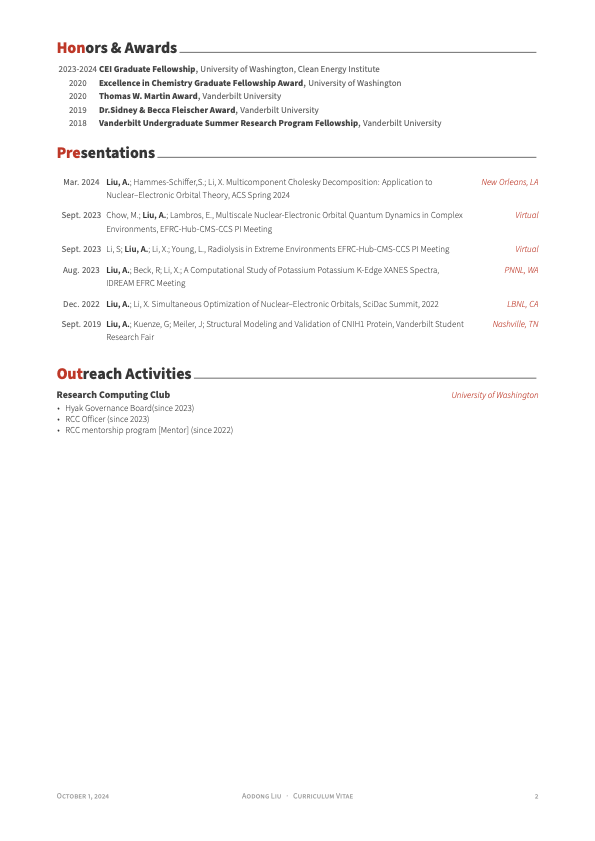 Honors & Awards
2023-2024 CEI Graduate Fellowship, University of Washington, Clean Energy Institute
2020 Excellence in Chemistry Graduate Fellowship Award, University of Washington
2020 Thomas W. Martin Award, Vanderbilt University
2019 Dr.Sidney & Becca Fleischer Award, Vanderbilt University
2018 Vanderbilt Undergraduate Summer Research Program Fellowship, Vanderbilt University
Presentations
Mar. 2024 Liu, A.; Hammes-Schiffer,S.; Li, X. Multicomponent Cholesky Decomposition: Application to New Orleans, LA
Nuclear–Electronic Orbital Theory, ACS Spring 2024
Sept. 2023 Chow, M.; Liu, A.; Lambros, E., Multiscale Nuclear-Electronic Orbital Quantum Dynamics in Complex Virtual
Environments, EFRC-Hub-CMS-CCS PI Meeting
Sept. 2023 Li, S; Liu, A.; Li, X.; Young, L., Radiolysis in Extreme Environments EFRC-Hub-CMS-CCS PI Meeting Virtual
Aug. 2023 Liu, A.; Beck, R; Li, X.; A Computational Study of Potassium Potassium K-Edge XANES Spectra, PNNL, WA
IDREAM EFRC Meeting
Dec. 2022 Liu, A.; Li, X. Simultaneous Optimization of Nuclear–Electronic Orbitals, SciDac Summit, 2022 LBNL, CA
Sept. 2019 Liu, A.; Kuenze, G; Meiler, J; Structural Modeling and Validation of CNIH1 Protein, Vanderbilt Student Nashville, TN
Research Fair
Outreach Activities
Research Computing Club University of Washington
• Hyak Governance Board(since 2023)
• RCC Officer (since 2023)
• RCC mentorship program [Mentor] (since 2022)
October 1, 2024 Aodong Liu · Curriculum Vitae 2